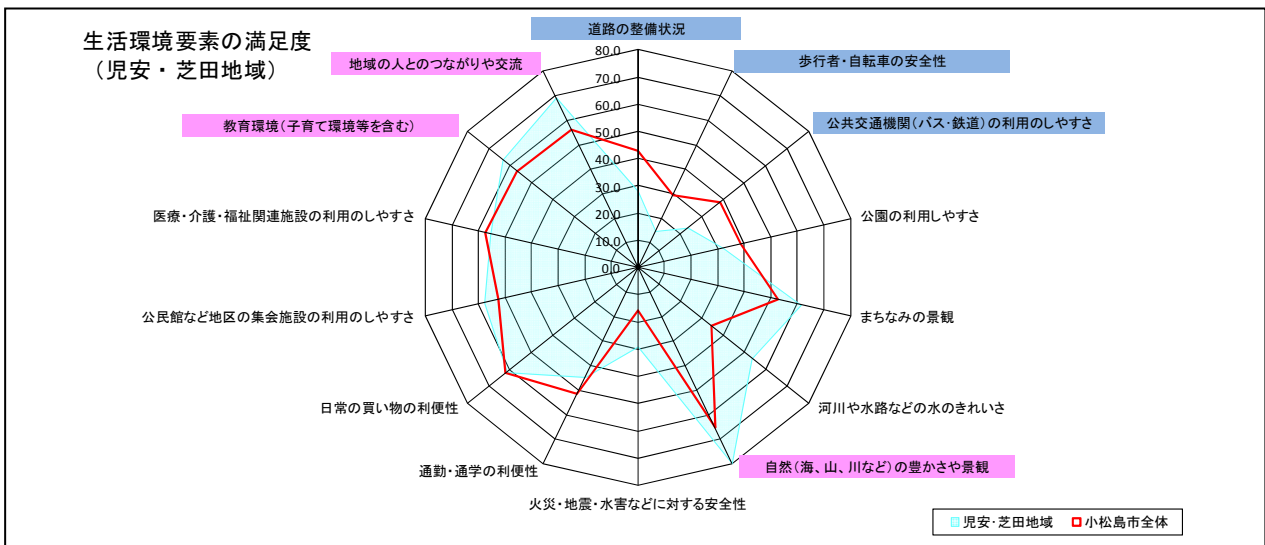 生活環境要素の満足度
（児安・芝田地域）
道路の整備状況
歩行者・自転車の安全性
公共交通機関（バス・鉄道）の利用のしやすさ
公園の利用しやすさ
まちなみの景観
河川や水路などの水のきれいさ
自然（海、山、川など）の豊かさや景観
火災・地震・水害などに対する安全性
通勤・通学の利便性
日常の買い物の利便性
公民館など地区の集会施設の利用のしやすさ
医療・介護・福祉関連施設の利用のしやすさ
教育環境（子育て環境等を含む）
地域の人とのつながりや交流
80.0
70.0
60.0
50.0
40.0
30.0
20.0
10.0
0.0
児安・芝田地域
小松島市全体